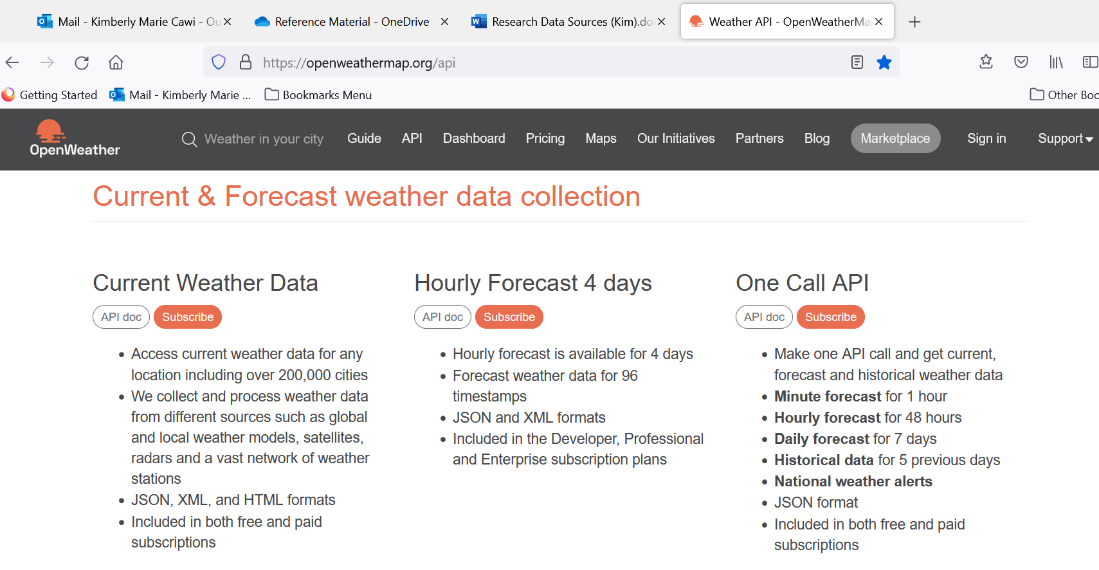 Mail - Kimberly Marie Cawi - Ou
Reference Material - OneDrive
Research Data Sources (Kim).do
Weather API - OpenWeatherMa
https://openweathermap.org/api
Getting Started
Mail - Kimberly Marie ...
Bookmarks Menu
Other Boo
OpenWeather
Weather in your city
Guide
API
Dashboard
Pricing
Maps
Our Initiatives
Partners
Blog
Marketplace
Sign in
Support
Current & Forecast weather data collection
Current Weather Data
API doc
Subscribe
• Access current weather data for any
location including over 200,000 cities
• We collect and process weather data
from different sources such as global
and local weather models, satellites,
radars and a vast network of weather
stations
• JSON, XML, and HTML formats
• Included in both free and paid
subscriptions
Hourly Forecast 4 days
API doc
Subscribe
• Hourly forecast is available for 4 days
• Forecast weather data for 96
timestamps
• JSON and XML formats
• Included in the Developer, Professional
and Enterprise subscription plans
One Call API
API doc
Subscribe
• Make one API call and get current,
forecast and historical weather data
• Minute forecast for 1 hour
• Hourly forecast for 48 hours
• Daily forecast for 7 days
• Historical data for 5 previous days
• National weather alerts
• JSON format
• Included in both free and paid
subscriptions